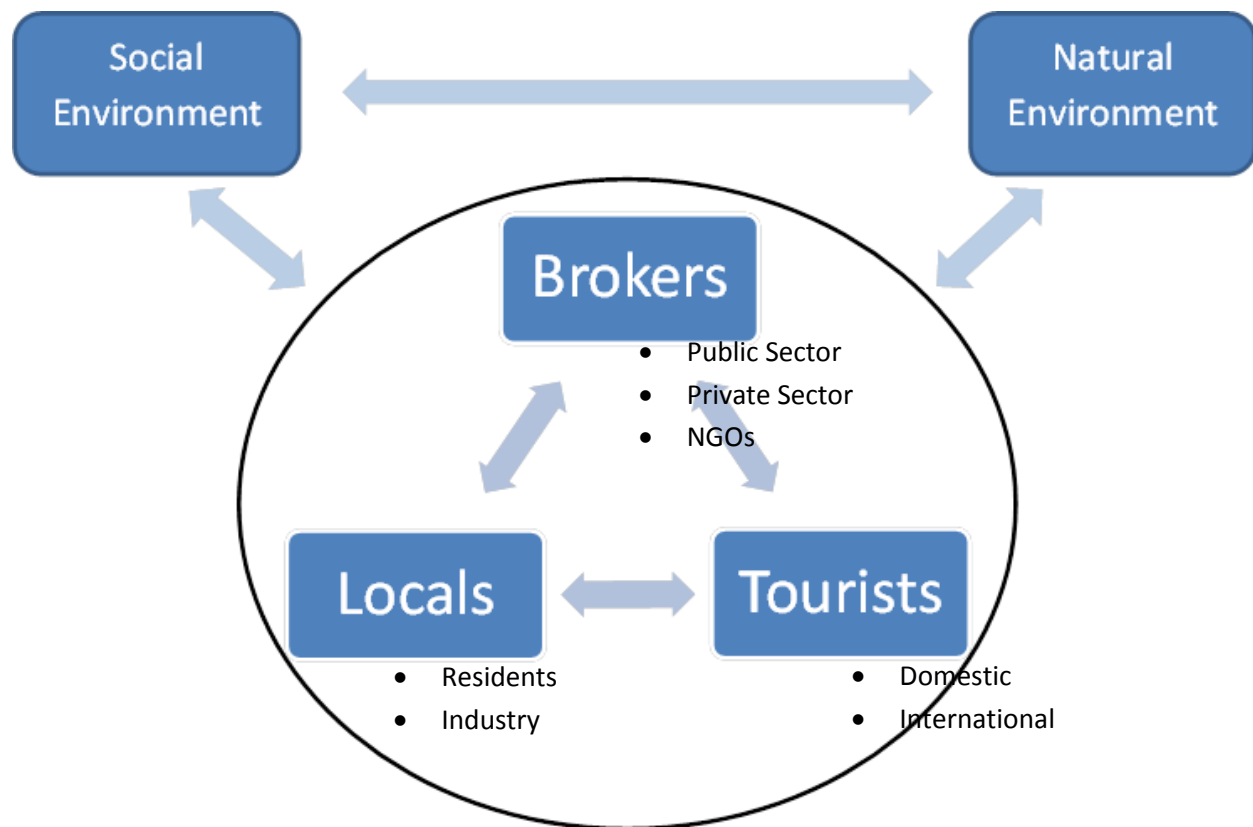 Social
Environment
Natural
Environment
Brokers
• Public Sector
• Private Sector
• NGOs
Locals
• Residents
• Industry
Tourists
• Domestic
• International